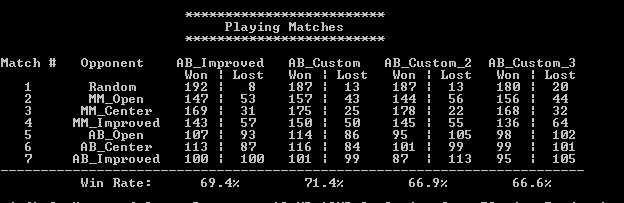 *************************
Playing Matches
*************************
Match #   Opponent   AB_Improved   AB_Custom   AB_Custom_2   AB_Custom_3
Won | Lost   Won | Lost   Won | Lost   Won | Lost
1   Random   192 | 8   187 | 13   187 | 13   180 | 20
2   MM_Open   147 | 53   157 | 43   144 | 56   156 | 44
3   MM_Center   169 | 31   175 | 25   178 | 22   168 | 32
4   MM_Improved   143 | 57   150 | 50   145 | 55   136 | 64
5   AB_Open   107 | 93   114 | 86   95 | 105   98 | 102
6   AB_Center   113 | 87   116 | 84   101 | 99   99 | 101
7   AB_Improved   100 | 100   101 | 99   87 | 113   95 | 105
--------------------------------------------------------------------------
Win Rate:   69.4%   71.4%   66.9%   66.6%